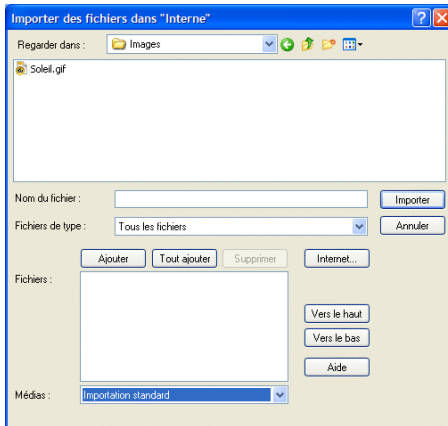 Importer des fichiers dans "Interne"
Regarder dans :
Images
Soleil.gif
Nom du fichier :
Importer
Fichiers de type :
Tous les fichiers
Annuler
Ajouter
Tout ajouter
Supprimer
Internet...
Fichiers :
Vers le haut
Vers le bas
Aide
Médias :
Importation standard